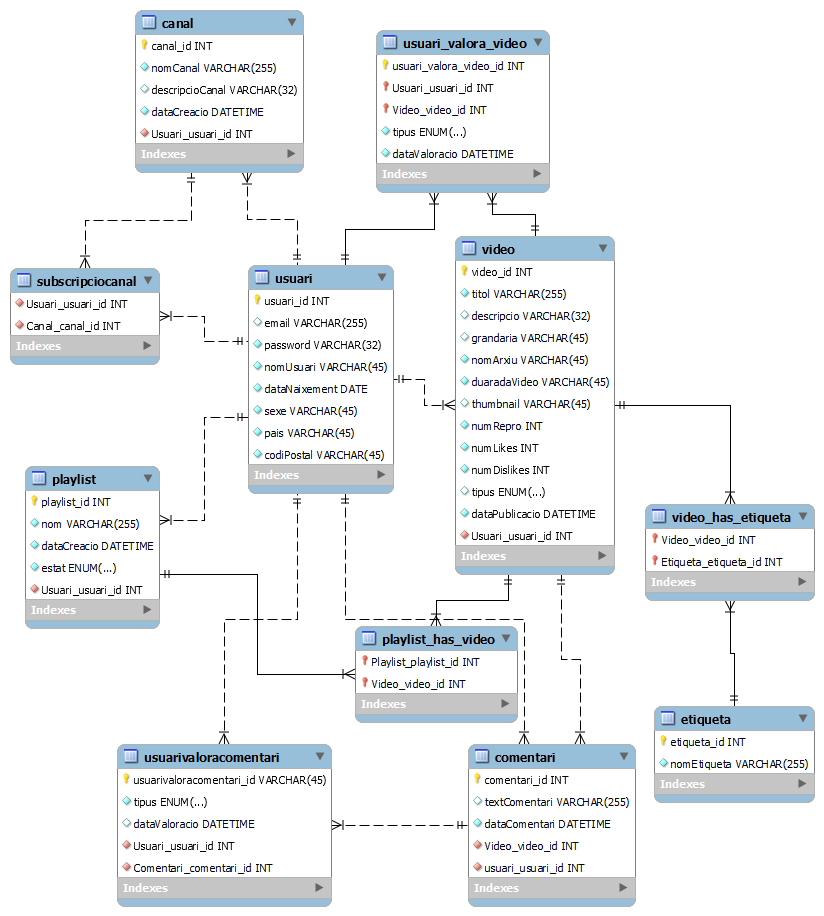 canal
canal_id INT
nomCanal VARCHAR(255)
descripcioCanal VARCHAR(32)
dataCreacio DATETIME
Usuari_usuari_id INT
Indexes
usuari_valora_video
usuari_valora_video_id INT
Usuari_usuari_id INT
Video_video_id INT
tipus ENUM(...)
dataValoracio DATETIME
Indexes
subscripciocanal
Usuari_usuari_id INT
Canal_canal_id INT
Indexes
usuari
usuari_id INT
email VARCHAR(255)
password VARCHAR(32)
nomUsuari VARCHAR(45)
dataNaixement DATE
sexe VARCHAR(45)
pais VARCHAR(45)
codiPostal VARCHAR(45)
Indexes
video
video_id INT
titol VARCHAR(255)
descripcio VARCHAR(32)
grandaria VARCHAR(45)
nomArxiu VARCHAR(45)
duaradaVideo VARCHAR(45)
thumbnail VARCHAR(45)
numRepro INT
numLikes INT
numDislikes INT
tipus ENUM(...)
dataPublicacio DATETIME
Usuari_usuari_id INT
Indexes
playlist
playlist_id INT
nom VARCHAR(255)
dataCreacio DATETIME
estat ENUM(...)
Usuari_usuari_id INT
Indexes
video_has_etiqueta
Video_video_id INT
Etiqueta_etiqueta_id INT
Indexes
playlist_has_video
Playlist_playlist_id INT
Video_video_id INT
Indexes
etiqueta
etiqueta_id INT
nomEtiqueta VARCHAR(255)
Indexes
usuarivaloracomentari
usuarivaloracomentari_id VARCHAR(45)
tipus ENUM(...)
dataValoracio DATETIME
Usuari_usuari_id INT
Comentari_comentari_id INT
Indexes
comentari
comentari_id INT
textComentari VARCHAR(255)
dataComentari DATETIME
Video_video_id INT
usuari_usuari_id INT
Indexes